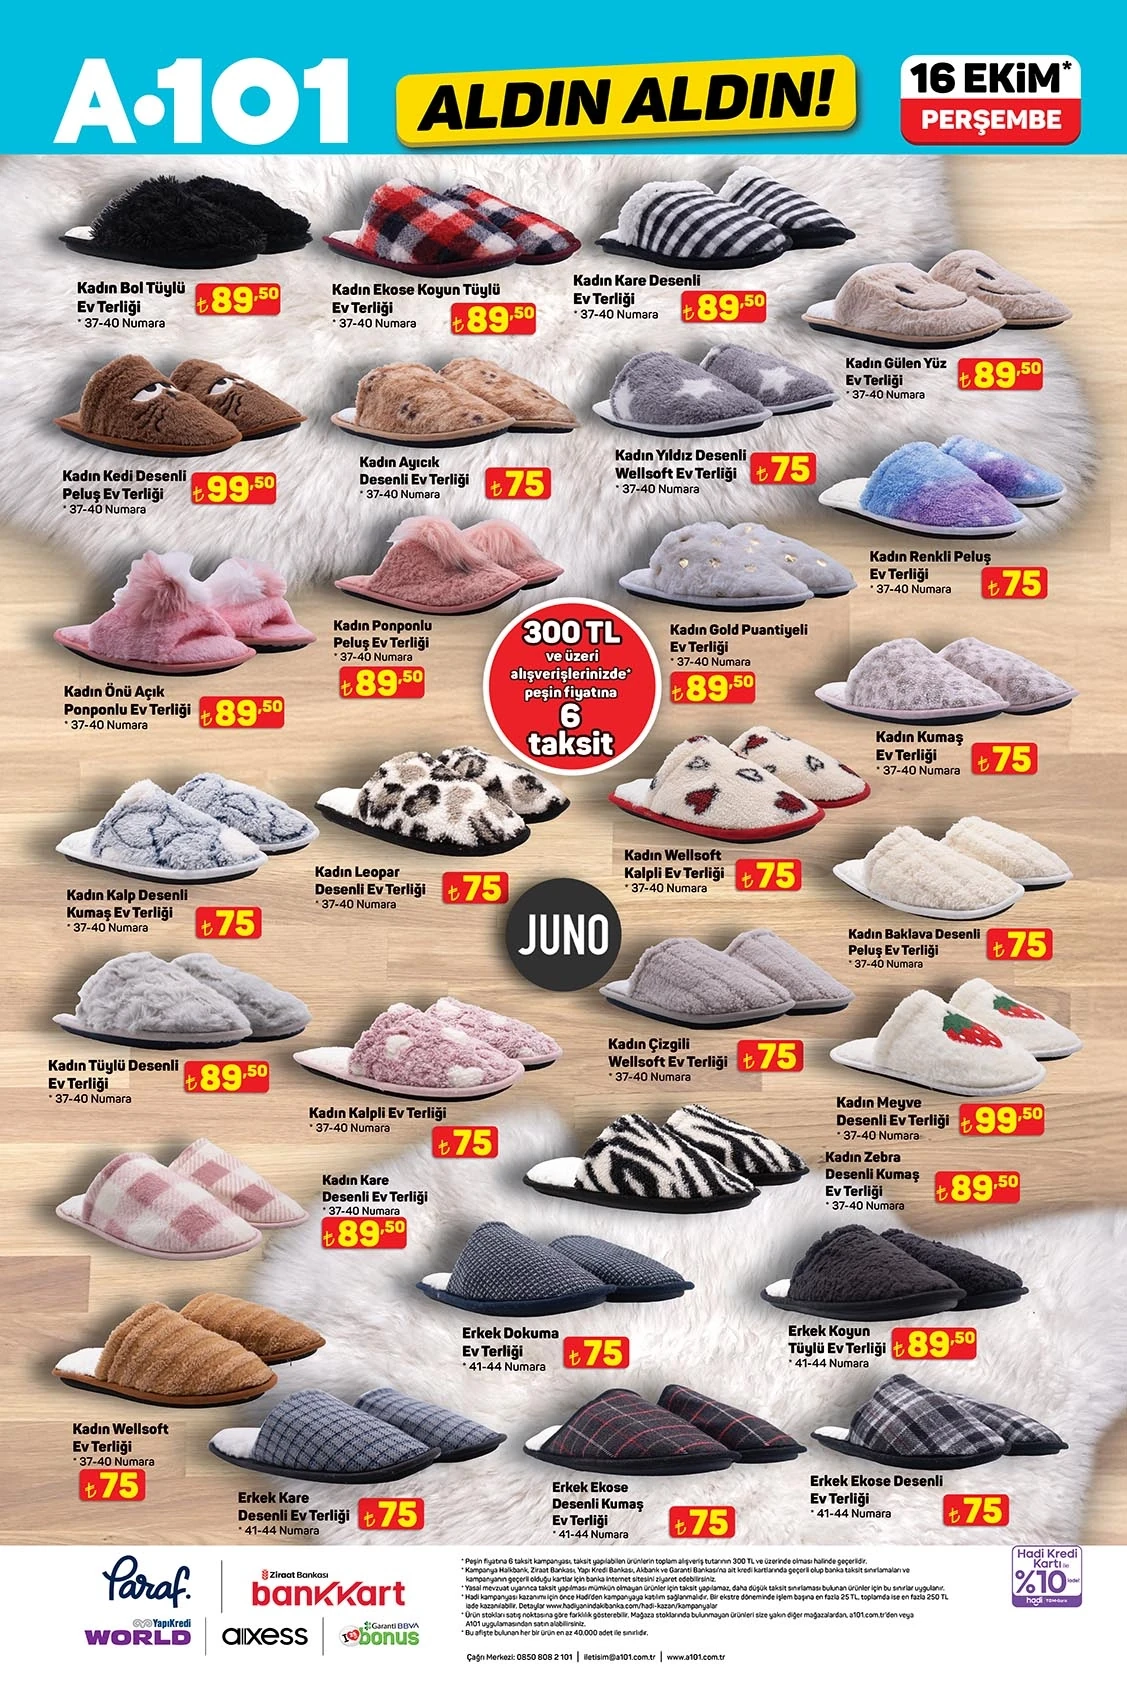 A101
ALDIN ALDIN!
16 EKİM*
PERŞEMBE
Kadın Bol Tüylü
Ev Terliği
* 37-40 Numara
₺89,50
Kadın Ekose Koyun Tüylü
Ev Terliği
* 37-40 Numara
₺89,50
Kadın Kare Desenli
Ev Terliği
* 37-40 Numara
₺89,50
Kadın Gülen Yüz
Ev Terliği
* 37-40 Numara
₺89,50
Kadın Kedi Desenli
Peluş Ev Terliği
* 37-40 Numara
₺99,50
Kadın Ayıcık
Desenli Ev Terliği
* 37-40 Numara
₺75
Kadın Yıldız Desenli
Wellsoft Ev Terliği
* 37-40 Numara
₺75
Kadın Renkli Peluş
Ev Terliği
* 37-40 Numara
₺75
Kadın Önü Açık
Ponponlu Ev Terliği
* 37-40 Numara
₺89,50
Kadın Ponponlu
Peluş Ev Terliği
* 37-40 Numara
₺89,50
300 TL
ve üzeri
alışverişlerinizde*
peşin fiyatına
6
taksit
Kadın Gold Puantiyeli
Ev Terliği
* 37-40 Numara
₺89,50
Kadın Kumaş
Ev Terliği
* 37-40 Numara
₺75
Kadın Kalp Desenli
Kumaş Ev Terliği
* 37-40 Numara
₺75
Kadın Leopar
Desenli Ev Terliği
* 37-40 Numara
₺75
JUNO
Kadın Wellsoft
Kalpli Ev Terliği
* 37-40 Numara
₺75
Kadın Baklava Desenli
Peluş Ev Terliği
* 37-40 Numara
₺75
Kadın Tüylü Desenli
Ev Terliği
* 37-40 Numara
₺89,50
Kadın Kalpli Ev Terliği
* 37-40 Numara
₺75
Kadın Çizgili
Wellsoft Ev Terliği
* 37-40 Numara
₺75
Kadın Meyve
Desenli Ev Terliği
* 37-40 Numara
₺99,50
Kadın Kare
Desenli Ev Terliği
* 37-40 Numara
₺89,50
Kadın Zebra
Desenli Kumaş
Ev Terliği
* 37-40 Numara
₺89,50
Erkek Dokuma
Ev Terliği
* 41-44 Numara
₺75
Erkek Koyun
Tüylü Ev Terliği
* 41-44 Numara
₺89,50
Kadın Wellsoft
Ev Terliği
* 37-40 Numara
₺75
Erkek Kare
Desenli Ev Terliği
* 41-44 Numara
₺75
Erkek Ekose
Desenli Kumaş
Ev Terliği
* 41-44 Numara
₺75
Erkek Ekose Desenli
Ev Terliği
* 41-44 Numara
₺75
Paraf.
Ziraat Bankası
bankkart
YapıKredi
WORLD
axess
Garanti BBVA
bonus
* Peşin fiyatına 6 taksit kampanyası, taksit yapılabilen ürünlerin toplam alışveriş tutarının 300 TL ve üzerinde olması halinde geçerlidir.
* Kampanya Halkbank, Ziraat Bankası, Yapı Kredi Bankası, Akbank ve Garanti Bankası'na ait kredi kartlarında geçerli olup banka taksit sınırlamaları ve
kampanyanın geçerli olduğu kartlar için banka internet sitesini ziyaret edebilirsiniz.
* Yasal mevzuat uyarınca taksit yapılması mümkün olmayan ürünler için taksit yapılamaz, daha düşük taksit sınırlaması bulunan ürünler için bu sınırlar uygulanır.
* Hadi kampanyası kazanımı için önce Hadi'den kampanyaya katılım sağlanmalıdır. Bir ekstre döneminde işlem başına en fazla 25 TL, toplamda ise en fazla 250 TL
iade kazanılabilir. Detaylar www.hadiyanindakibanka.com/hadi-kazan/kampanyalar
* Ürün stokları satış noktasına göre farklılık gösterebilir. Mağaza stoklarında bulunmayan ürünleri size yakın diğer mağazalardan, a101.com.tr'den veya
A101 uygulamasından satın alabilirsiniz.
* Bu afişte bulunan her bir ürün en az 40.000 adet ile sınırlıdır.
Çağrı Merkezi: 0850 808 2 101 | iletisim@a101.com.tr | www.a101.com.tr
Hadi Kredi
Kartı ile
%10 iade!
hadi